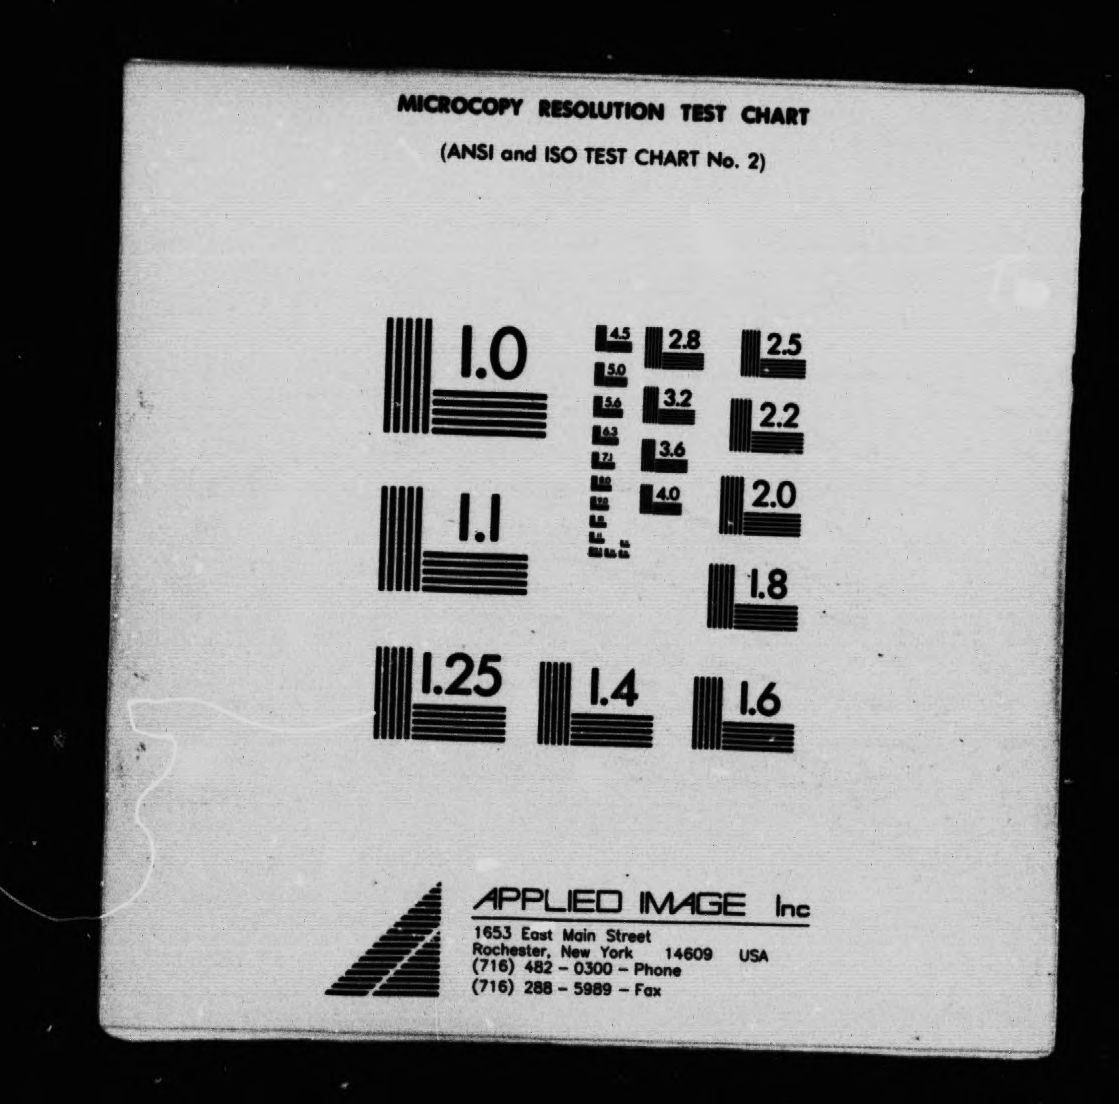 MICROCOPY RESOLUTION TEST CHART
(ANSI and ISO TEST CHART No. 2)
1.0
4.5 2.8 2.5
5.0
5.6 3.2 2.2
6.3
7.1 3.6
8.0
4.0 2.0
1.1
1.8
1.25 1.4 1.6
APPLIED IMAGE Inc
1653 East Main Street
Rochester, New York 14609 USA
(716) 482 - 0300 - Phone
(716) 288 - 5989 - Fax